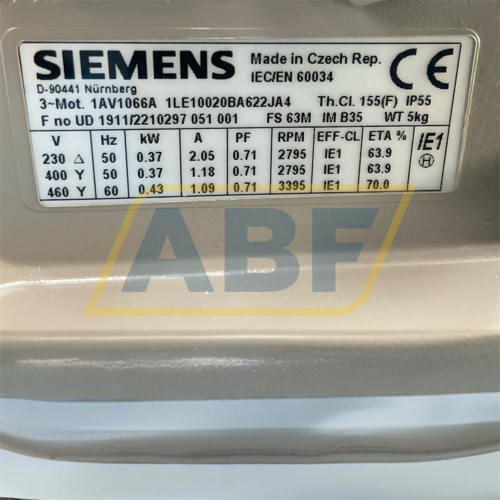 SIEMENS Made in Czech Rep. CE
D-90441 Nürnberg IEC/EN 60034
3~Mot. 1AV1066A 1LE10020BA622JA4 Th.Cl. 155(F) IP55
F no UD 1911/2210297 051 001 FS 63M IM B35 WT 5kg
V Hz kW A PF RPM EFF-CL ETA % IE1
230 Δ 50 0.37 2.05 0.71 2795 IE1 63.9
400 Y 50 0.37 1.18 0.71 2795 IE1 63.9
460 Y 60 0.43 1.09 0.71 3395 IE1 70.0
H
ABF